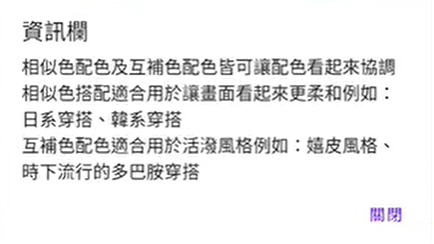 資訊欄
相似色配色及互補色配色皆可讓配色看起來協調
相似色搭配適合用於讓畫面看起來更柔和例如：
日系穿搭、韓系穿搭
互補色配色適合用於活潑風格例如：嬉皮風格、
時下流行的多巴胺穿搭
關閉